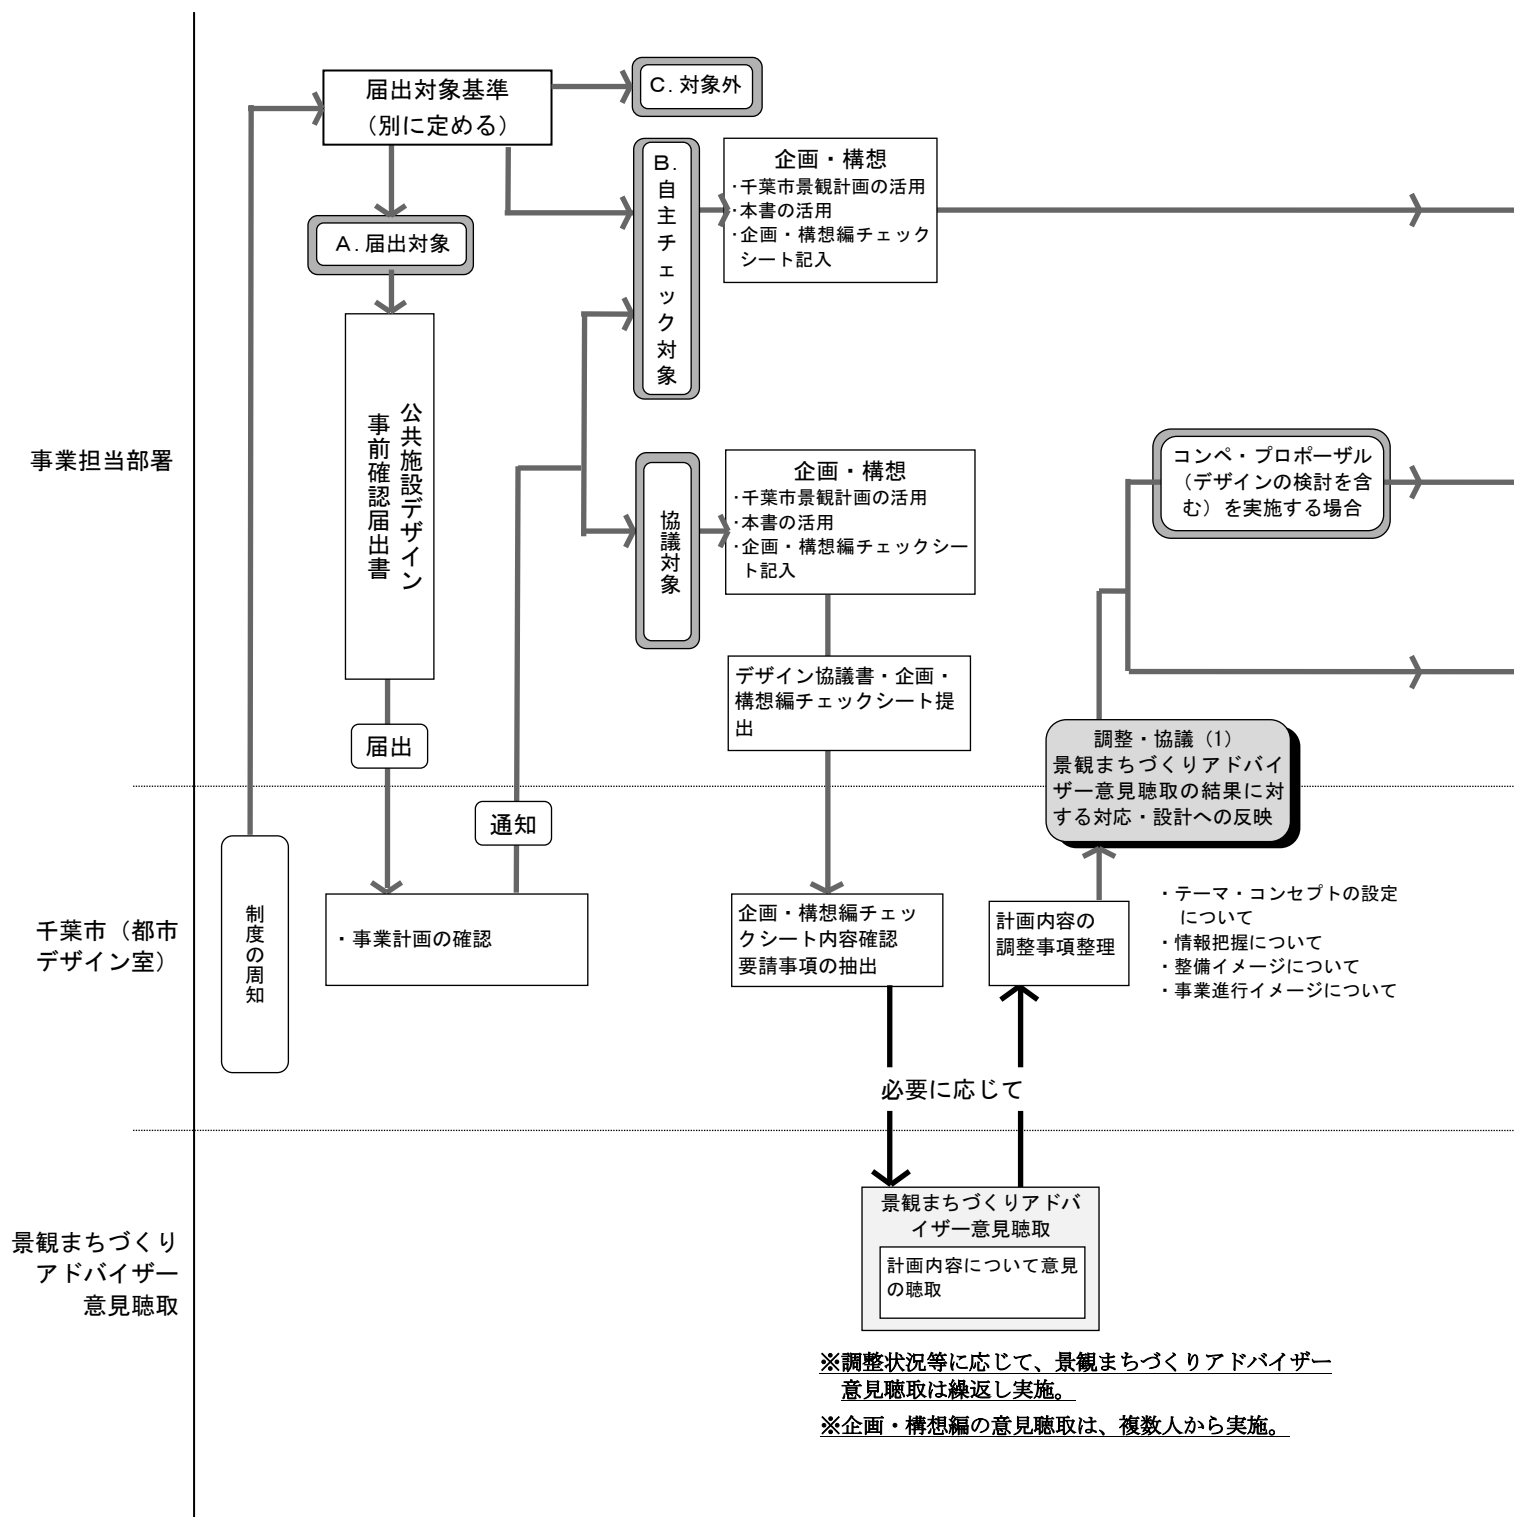 届出対象基準
（別に定める）
C. 対象外
A. 届出対象
B.
自主チェック対象
企画・構想
・千葉市景観計画の活用
・本書の活用
・企画・構想編チェック
シート記入
公共施設デザイン
事前確認届出書
事業担当部署
協議対象
企画・構想
・千葉市景観計画の活用
・本書の活用
・企画・構想編チェックシー
ト記入
コンペ・プロポーザル
（デザインの検討を含
む）を実施する場合
デザイン協議書・企画・
構想編チェックシート提
出
届出
通知
調整・協議（1）
景観まちづくりアドバイ
ザー意見聴取の結果に対
する対応・設計への反映
千葉市（都市
デザイン室）
制度の周知
・事業計画の確認
企画・構想編チェッ
クシート内容確認
要請事項の抽出
計画内容の
調整事項整理
・テーマ・コンセプトの設定
について
・情報把握について
・整備イメージについて
・事業進行イメージについて
必要に応じて
景観まちづくり
アドバイザー
意見聴取
景観まちづくりアドバ
イザー意見聴取
計画内容について意見
の聴取
※調整状況等に応じて、景観まちづくりアドバイザー
意見聴取は繰返し実施。
※企画・構想編の意見聴取は、複数人から実施。